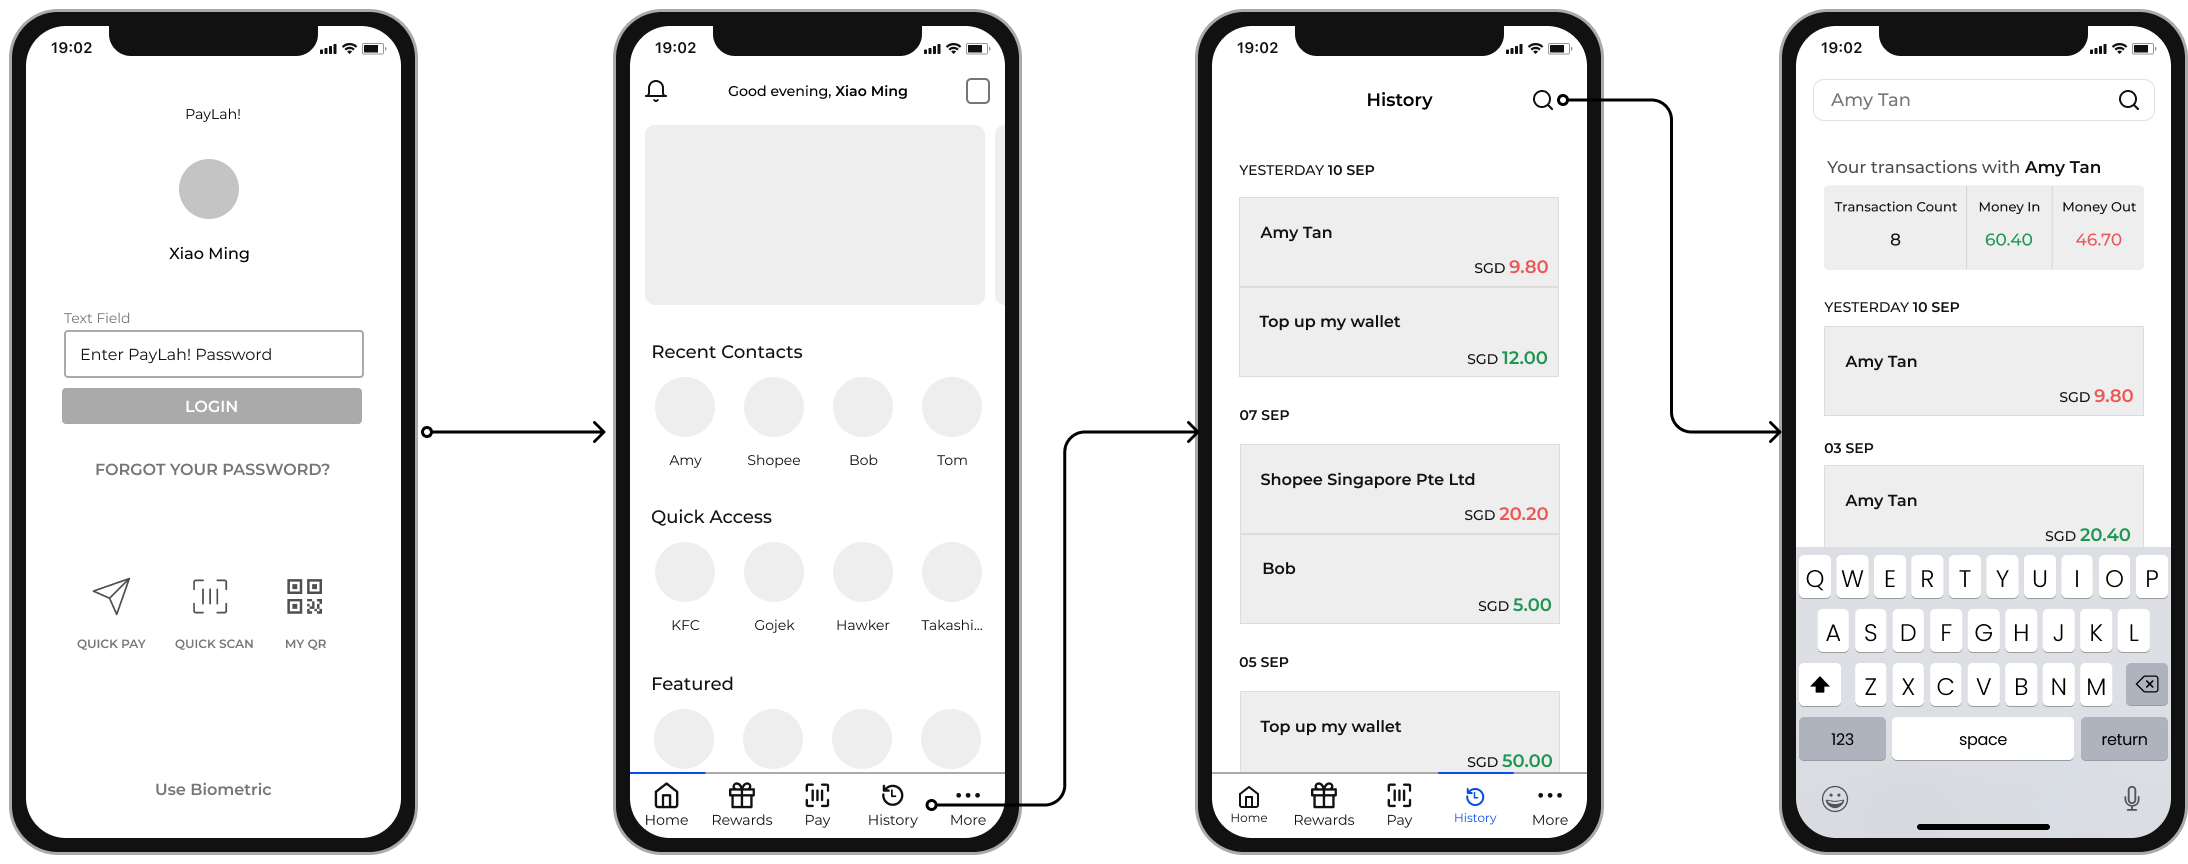 19:02
PayLah!
Xiao Ming
Text Field
Enter PayLah! Password
LOGIN
FORGOT YOUR PASSWORD?
QUICK PAY
QUICK SCAN
MY QR
Use Biometric
19:02
Good evening, Xiao Ming
Recent Contacts
Amy
Shopee
Bob
Tom
Quick Access
KFC
Gojek
Hawker
Takashi...
Featured
Home
Rewards
Pay
History
More
19:02
History
YESTERDAY 10 SEP
Amy Tan
SGD 9.80
Top up my wallet
SGD 12.00
07 SEP
Shopee Singapore Pte Ltd
SGD 20.20
Bob
SGD 5.00
05 SEP
Top up my wallet
SGD 50.00
Home
Rewards
Pay
History
More
19:02
Amy Tan
Your transactions with Amy Tan
Transaction Count
Money In
Money Out
8
60.40
46.70
YESTERDAY 10 SEP
Amy Tan
SGD 9.80
03 SEP
Amy Tan
SGD 20.40
Q W E R T Y U I O P
A S D F G H J K L
Z X C V B N M
123
space
return